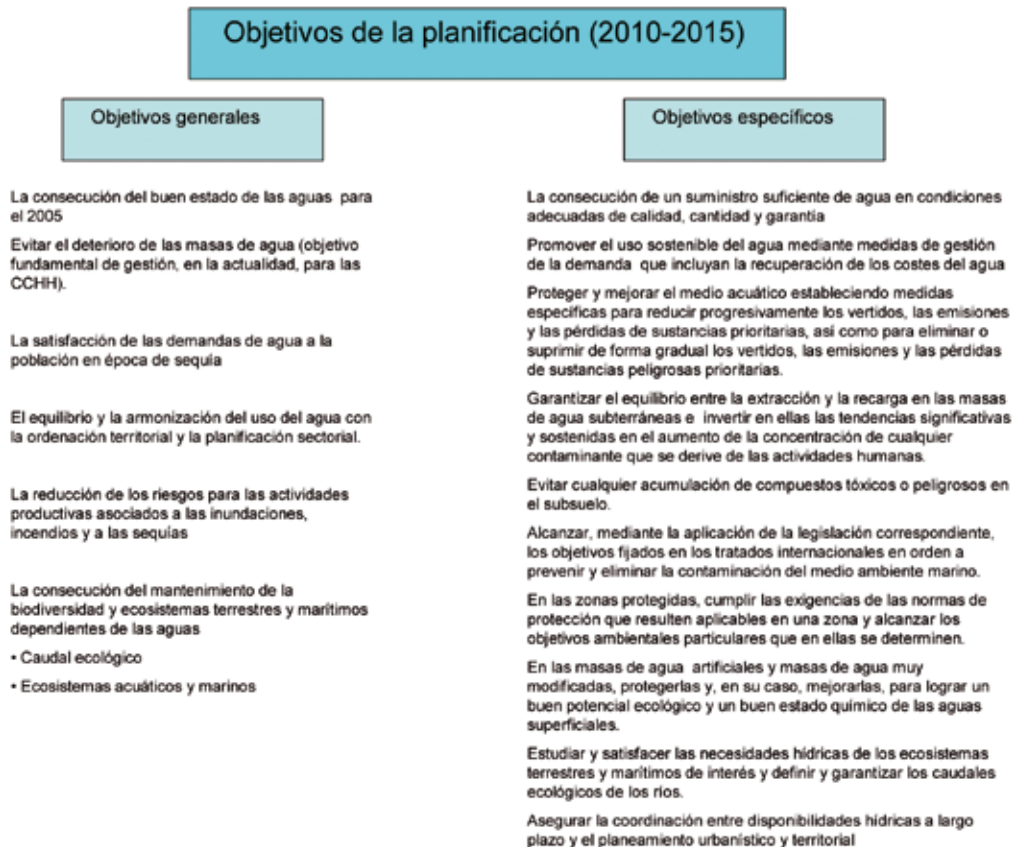 Objetivos de la planificación (2010-2015)
Objetivos generales
La consecución del buen estado de las aguas para
el 2005
Evitar el deterioro de las masas de agua (objetivo
fundamental de gestión, en la actualidad, para las
CCHH).
La satisfacción de las demandas de agua a la
población en época de sequía
El equilibrio y la armonización del uso del agua con
la ordenación territorial y la planificación sectorial.
La reducción de los riesgos para las actividades
productivas asociados a las inundaciones,
incendios y a las sequías
La consecución del mantenimiento de la
biodiversidad y ecosistemas terrestres y marítimos
dependientes de las aguas
• Caudal ecológico
• Ecosistemas acuáticos y marinos
Objetivos específicos
La consecución de un suministro suficiente de agua en condiciones
adecuadas de calidad, cantidad y garantía
Promover el uso sostenible del agua mediante medidas de gestión
de la demanda que incluyan la recuperación de los costes del agua
Proteger y mejorar el medio acuático estableciendo medidas
específicas para reducir progresivamente los vertidos, las emisiones
y las pérdidas de sustancias prioritarias, así como para eliminar o
suprimir de forma gradual los vertidos, las emisiones y las pérdidas
de sustancias peligrosas prioritarias.
Garantizar el equilibrio entre la extracción y la recarga en las masas
de agua subterráneas e invertir en ellas las tendencias significativas
y sostenidas en el aumento de la concentración de cualquier
contaminante que se derive de las actividades humanas.
Evitar cualquier acumulación de compuestos tóxicos o peligrosos en
el subsuelo.
Alcanzar, mediante la aplicación de la legislación correspondiente,
los objetivos fijados en los tratados internacionales en orden a
prevenir y eliminar la contaminación del medio ambiente marino.
En las zonas protegidas, cumplir las exigencias de las normas de
protección que resulten aplicables en una zona y alcanzar los
objetivos ambientales particulares que en ellas se determinen.
En las masas de agua artificiales y masas de agua muy
modificadas, protegerlas y, en su caso, mejorarlas, para lograr un
buen potencial ecológico y un buen estado químico de las aguas
superficiales.
Estudiar y satisfacer las necesidades hídricas de los ecosistemas
terrestres y marítimos de interés y definir y garantizar los caudales
ecológicos de los ríos.
Asegurar la coordinación entre disponibilidades hídricas a largo
plazo y el planeamiento urbanístico y territorial